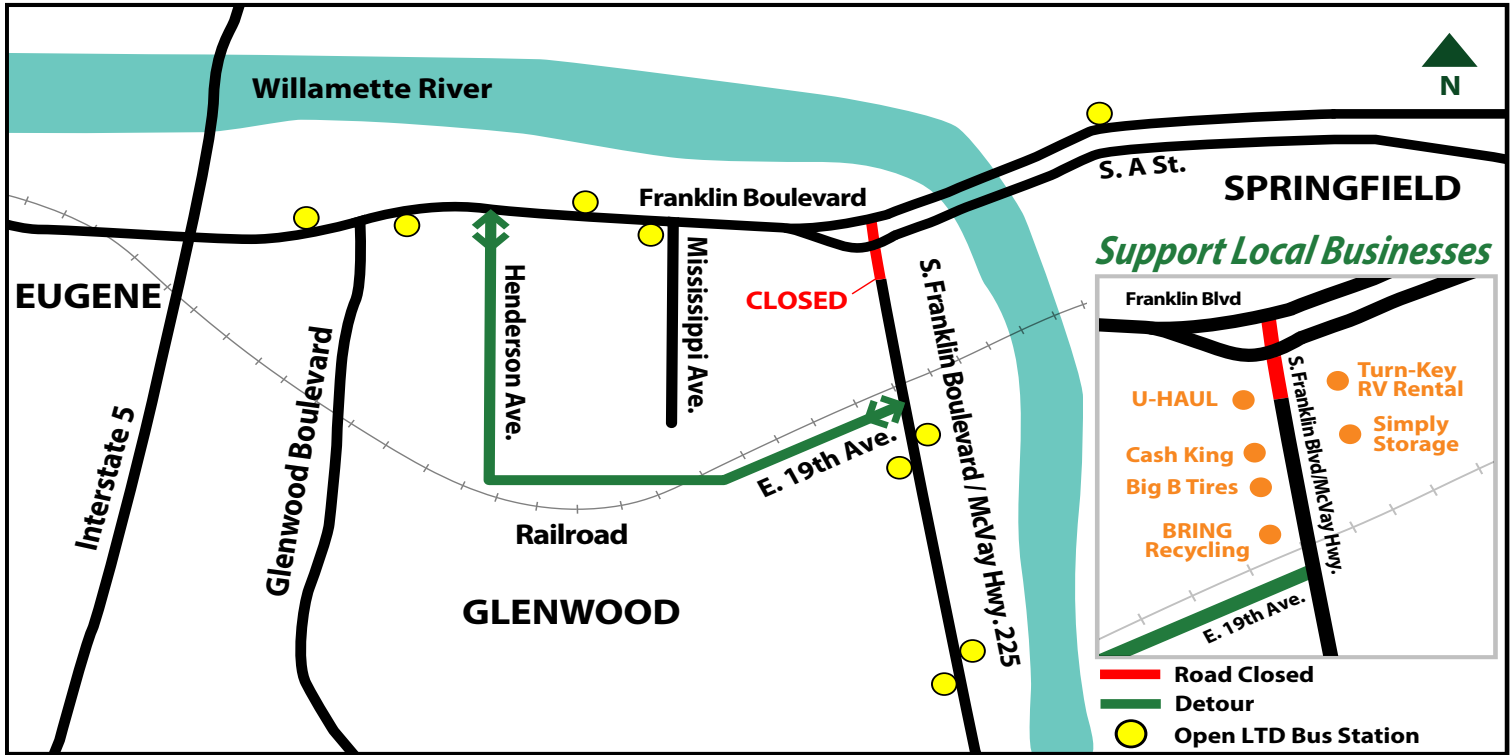 Willamette River
N
Franklin Boulevard
S. A St.
SPRINGFIELD
EUGENE
Interstate 5
Glenwood Boulevard
Henderson Ave.
Mississippi Ave.
CLOSED
S. Franklin Boulevard / McVay Hwy. 225
E. 19th Ave.
Railroad
GLENWOOD
Support Local Businesses
Franklin Blvd
S. Franklin Blvd/McVay Hwy.
U-HAUL
Turn-Key
RV Rental
Simply
Storage
Cash King
Big B Tires
BRING
Recycling
E. 19th Ave.
Road Closed
Detour
Open LTD Bus Station